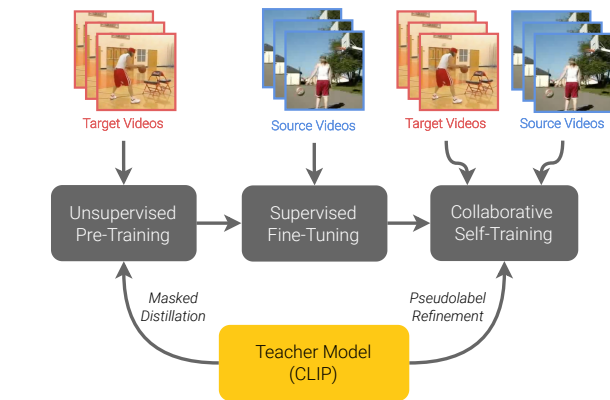 Target Videos
Source Videos
Target Videos
Source Videos
Unsupervised
Pre-Training
Supervised
Fine-Tuning
Collaborative
Self-Training
Masked
Distillation
Pseudolabel
Refinement
Teacher Model
(CLIP)